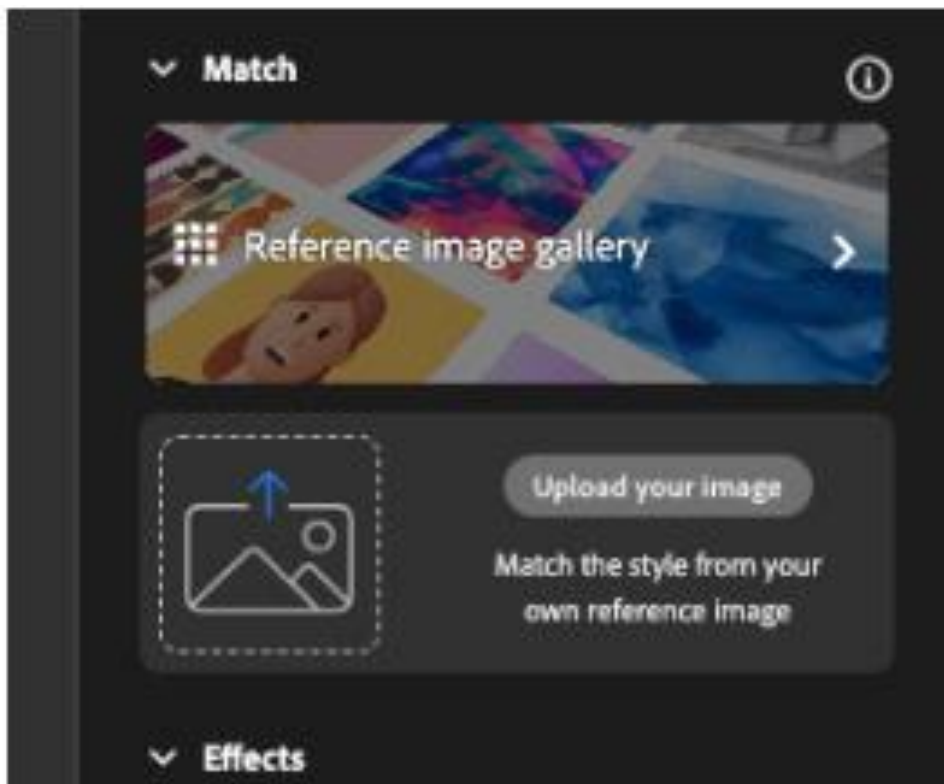 Match
Reference image gallery
Upload your image
Match the style from your
own reference image
Effects